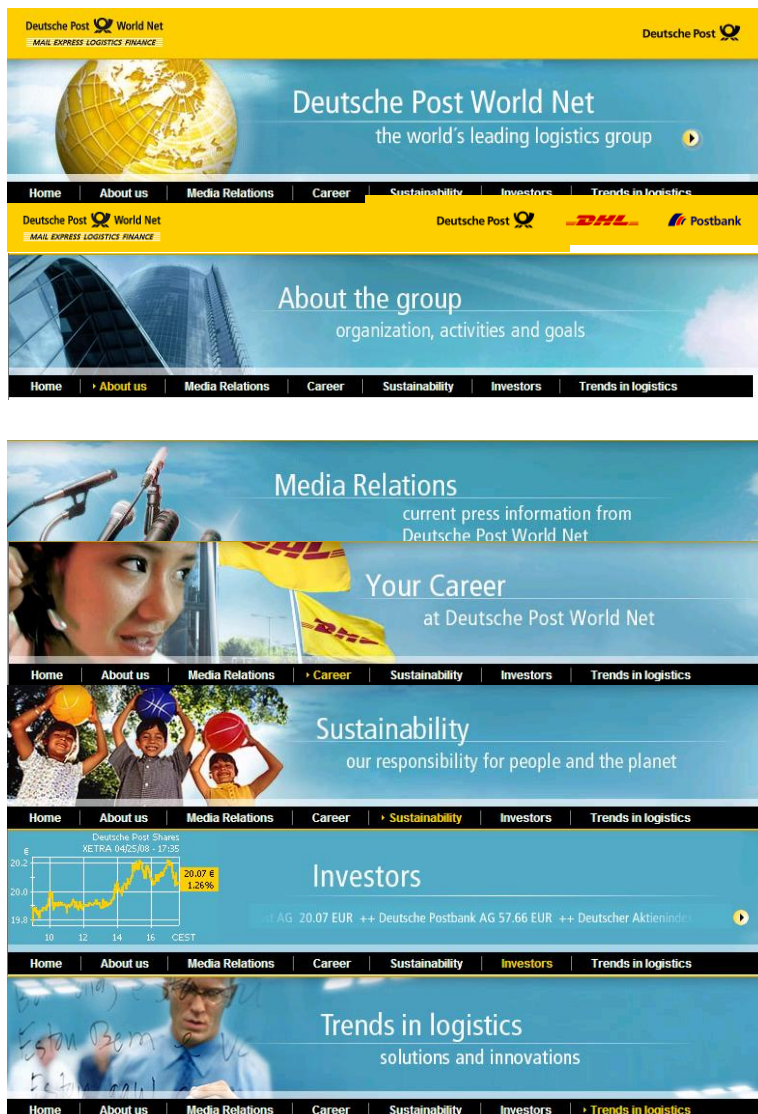 Deutsche Post World Net
MAIL EXPRESS LOGISTICS FINANCE
Deutsche Post
Deutsche Post World Net
the world´s leading logistics group
Home About us Media Relations Career Sustainability Investors Trends in logistics
Deutsche Post World Net
MAIL EXPRESS LOGISTICS FINANCE
Deutsche Post DHL Postbank
About the group
organization, activities and goals
Home About us Media Relations Career Sustainability Investors Trends in logistics
Media Relations
current press information from
Deutsche Post World Net
DHL
Your Career
at Deutsche Post World Net
DHL
Home About us Media Relations Career Sustainability Investors Trends in logistics
Sustainability
our responsibility for people and the planet
Home About us Media Relations Career Sustainability Investors Trends in logistics
Deutsche Post Shares
XETRA 04/25/08 - 17:35
€
20.2
20.0
19.8
20.07 €
1.26%
10 12 14 16 CEST
Investors
AG 20.07 EUR ++ Deutsche Postbank AG 57.66 EUR ++ Deutscher Aktieninde
Home About us Media Relations Career Sustainability Investors Trends in logistics
Estou Bem e
Trends in logistics
solutions and innovations
Home About us Media Relations Career Sustainability Investors Trends in logistics